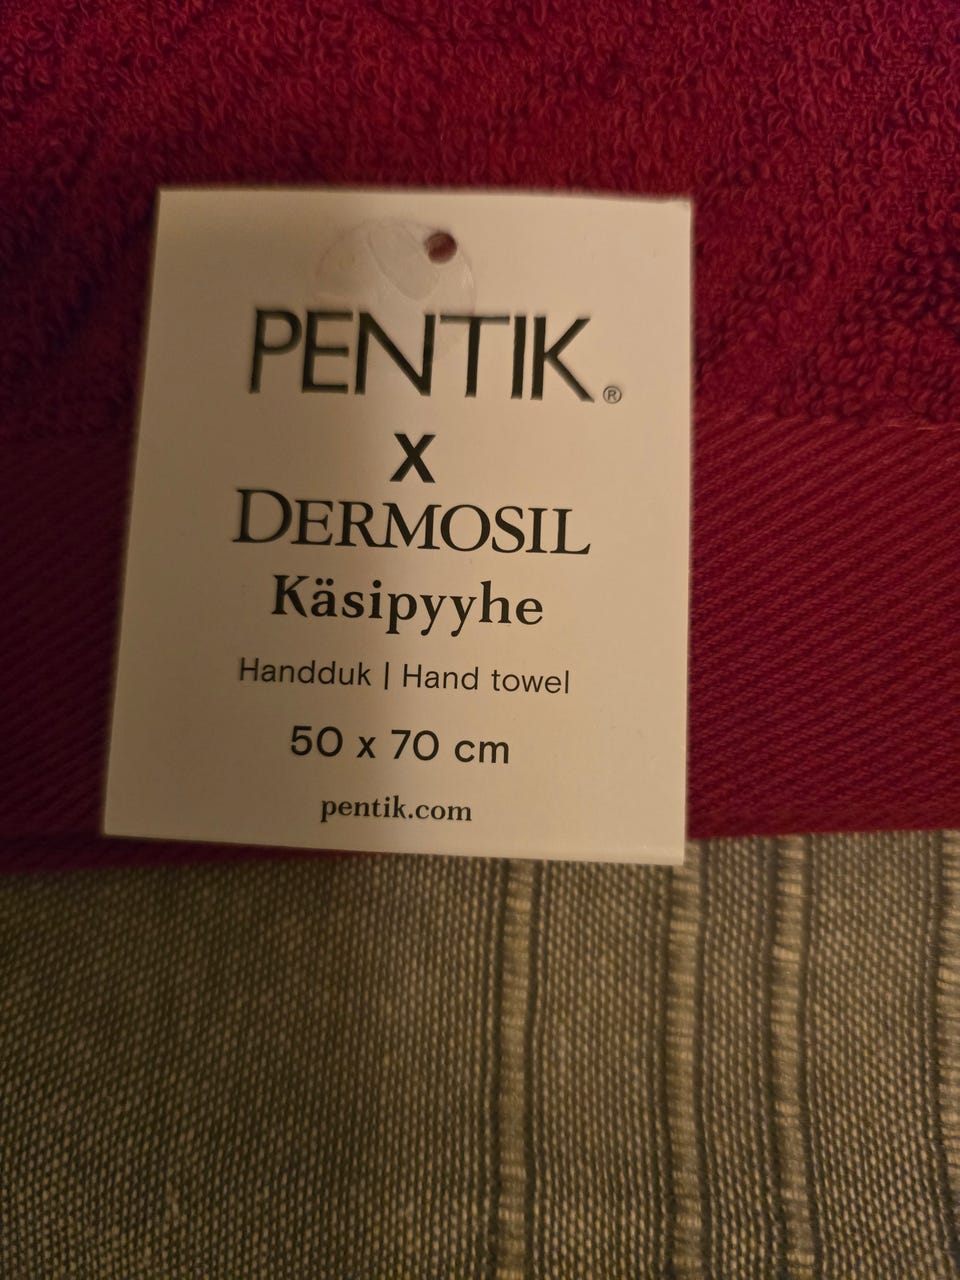 PENTIK®
X
DERMOSIL
Käsipyyhe
Handduk | Hand towel
50 x 70 cm
pentik.com